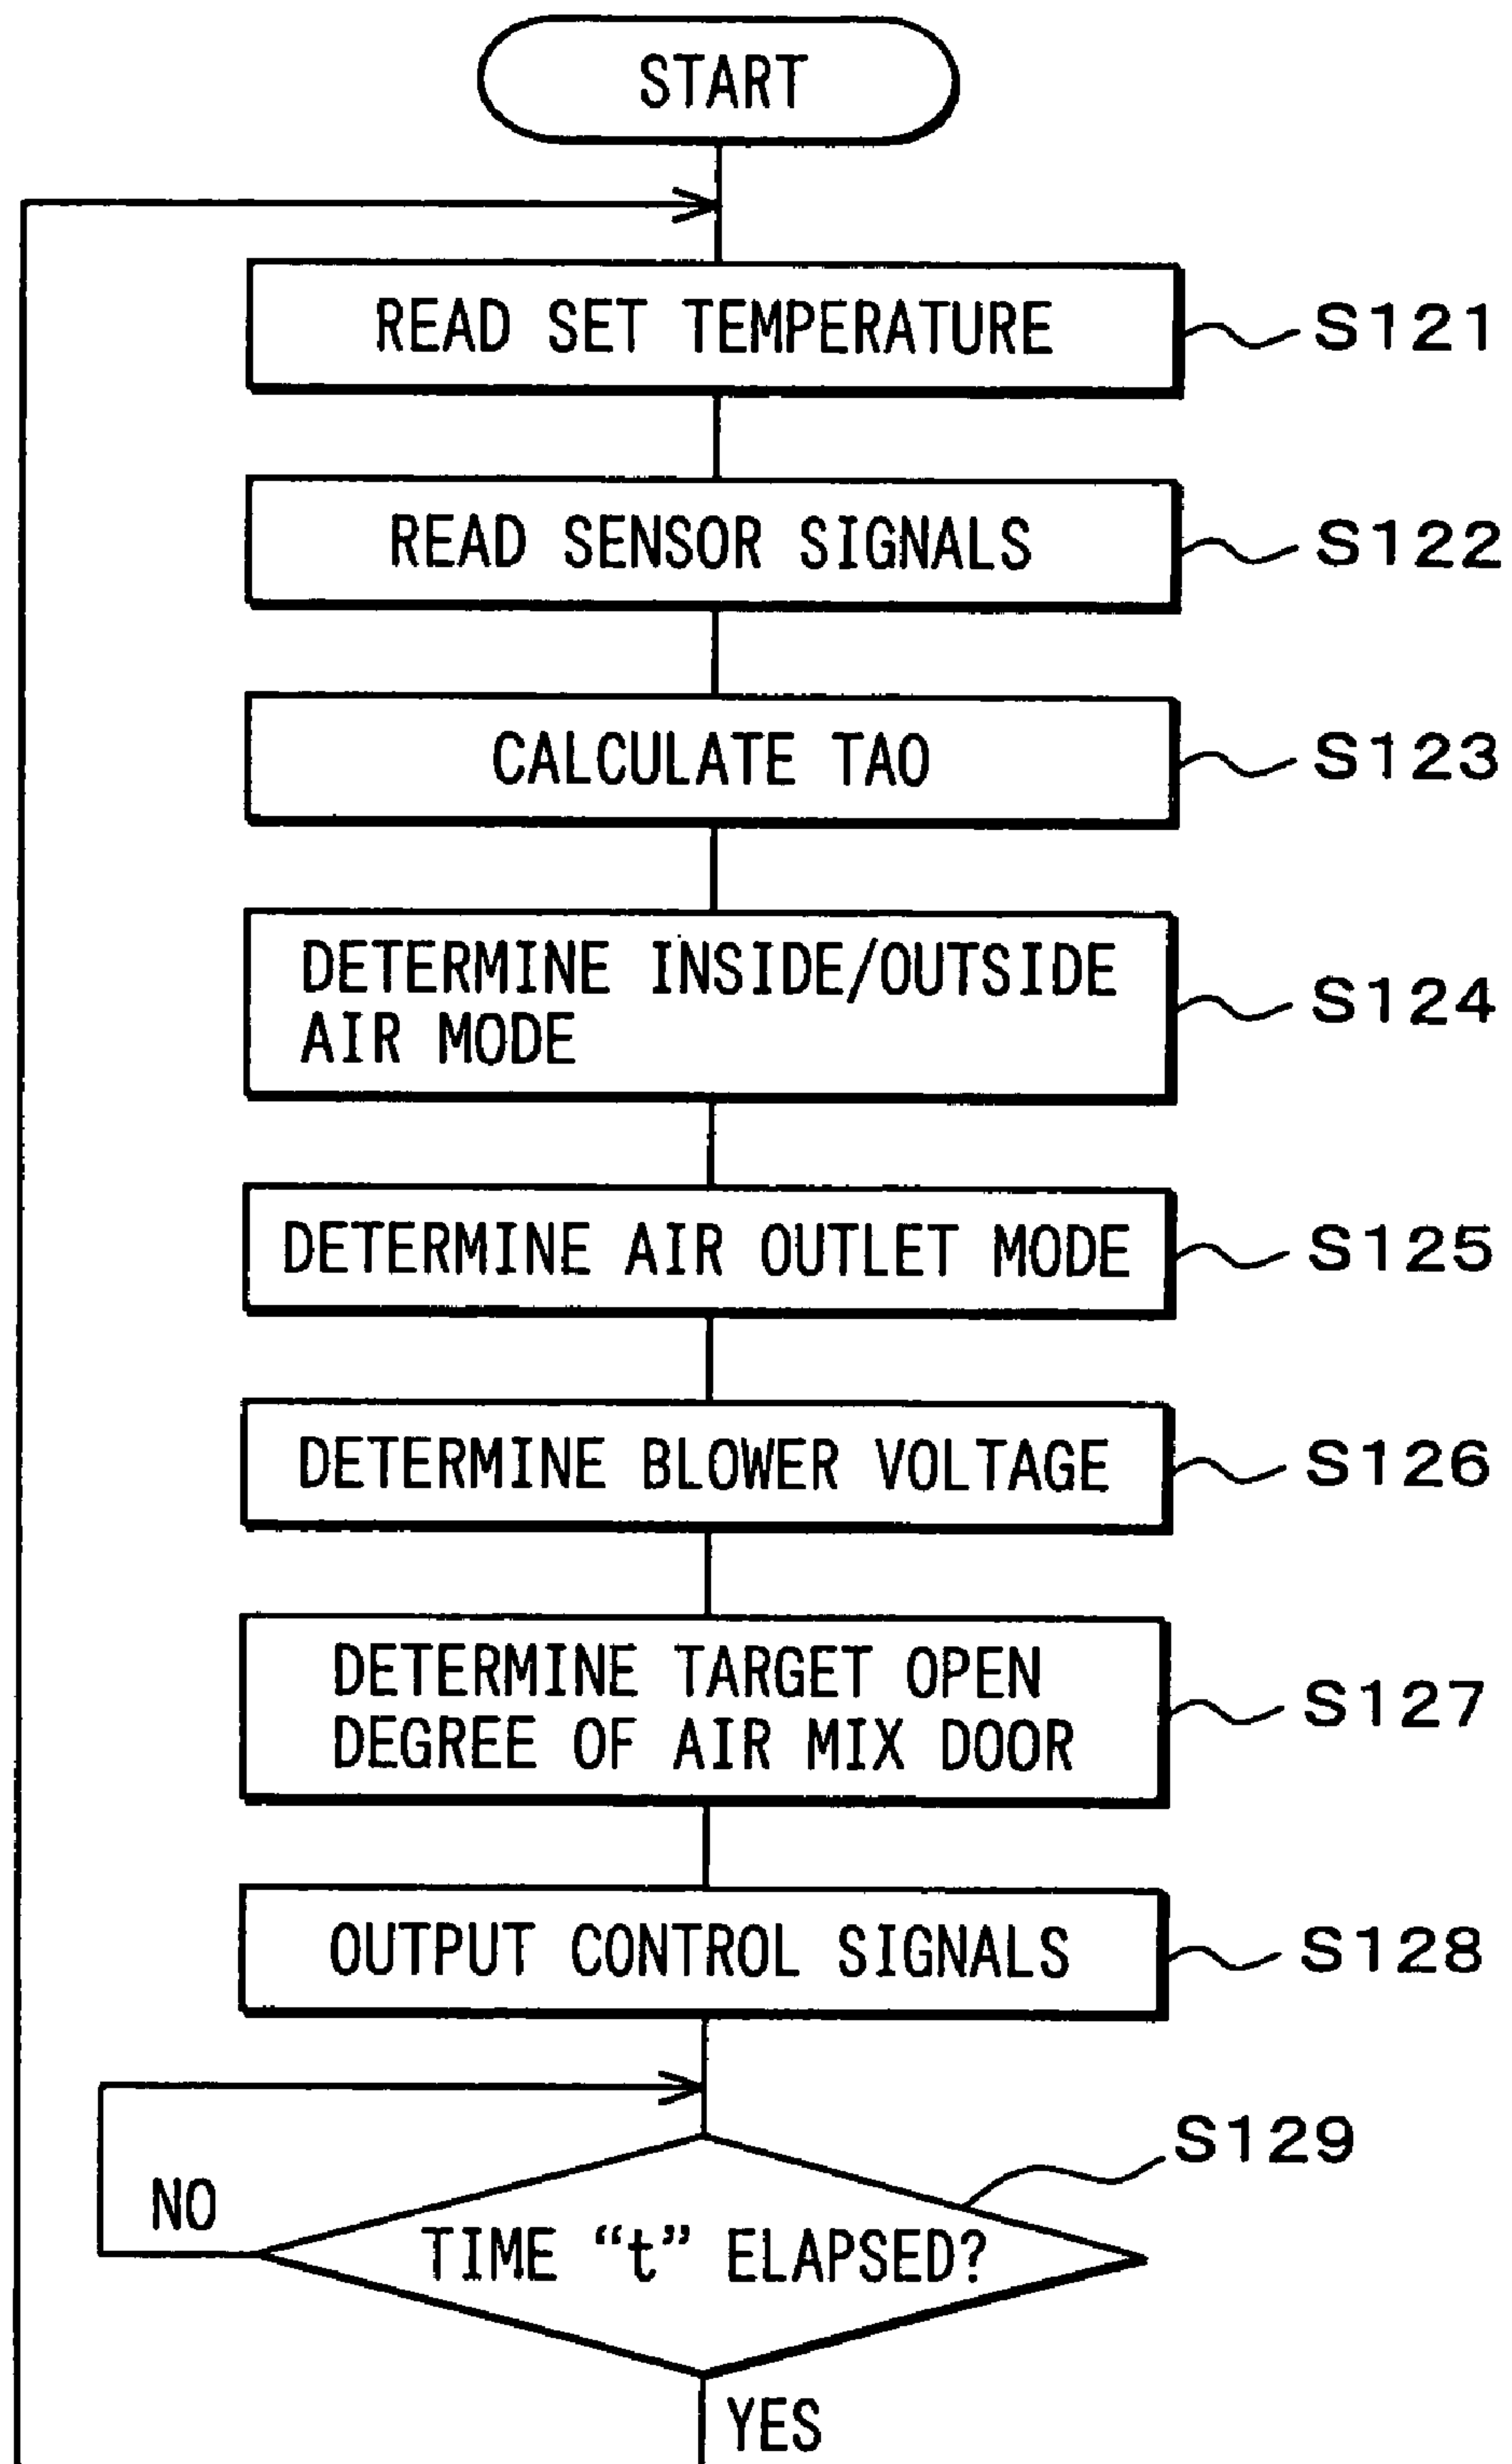 START
READ SET TEMPERATURE
S121
READ SENSOR SIGNALS
S122
CALCULATE TAO
S123
DETERMINE INSIDE/OUTSIDE
AIR MODE
S124
DETERMINE AIR OUTLET MODE
S125
DETERMINE BLOWER VOLTAGE
S126
DETERMINE TARGET OPEN
DEGREE OF AIR MIX DOOR
S127
OUTPUT CONTROL SIGNALS
S128
S129
NO
TIME “t” ELAPSED?
YES